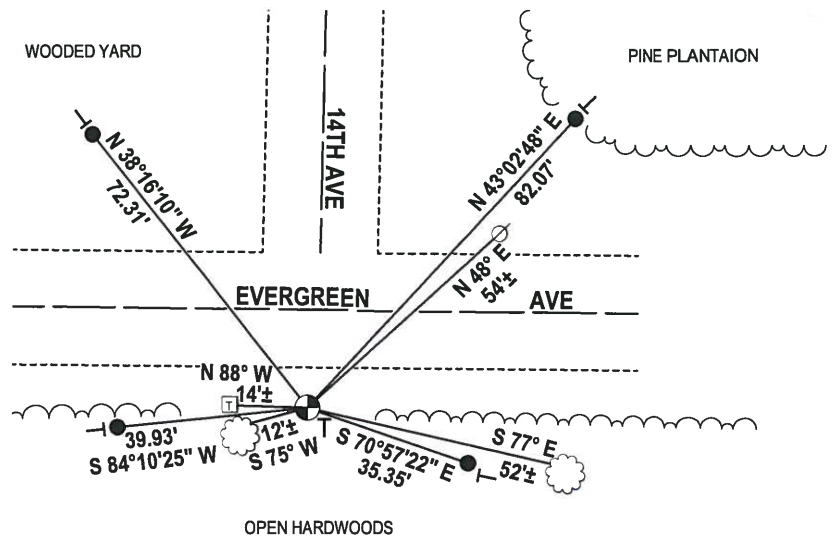 WOODED YARD
PINE PLANTAION
14TH AVE
N 38°16'10" W
72.31'
N 43°02'48" E
82.07'
N 48° E
54'±
EVERGREEN AVE
N 88° W
14'±
T
39.93'
S 84°10'25" W
12'±
S 75° W
S 70°57'22" E
35.35'
S 77° E
52'±
OPEN HARDWOODS